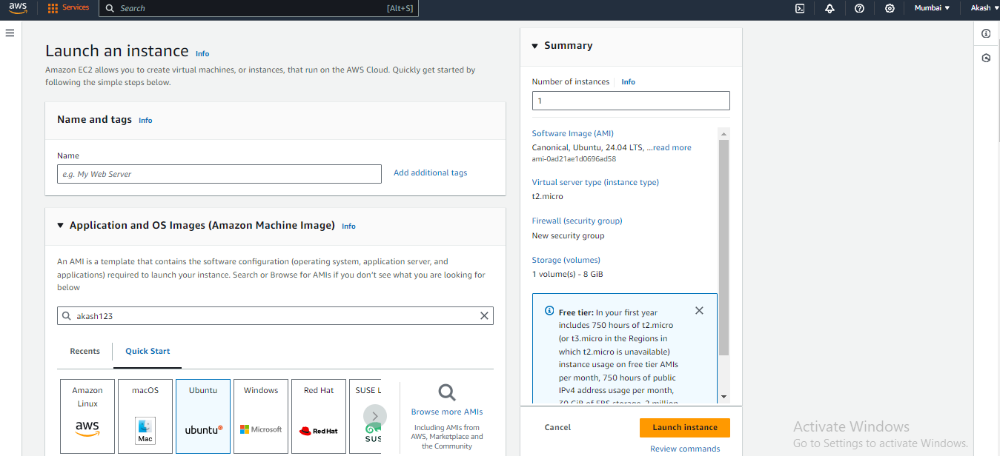 aws
Services
Search
[Alt+S]
Mumbai
Akash
Launch an instance Info
Amazon EC2 allows you to create virtual machines, or instances, that run on the AWS Cloud. Quickly get started by
following the simple steps below.
Name and tags Info
Name
e.g. My Web Server
Add additional tags
Application and OS Images (Amazon Machine Image) Info
An AMI is a template that contains the software configuration (operating system, application server, and
applications) required to launch your instance. Search or Browse for AMIs if you don't see what you are looking for
below
akash123
Recents
Quick Start
Amazon
Linux
aws
macOS
Mac
Ubuntu
ubuntu
Windows
Microsoft
Red Hat
Red Hat
SUSE L
SUS
Browse more AMIs
Including AMIs from
AWS, Marketplace and
the Community
Summary
Number of instances Info
1
Software Image (AMI)
Canonical, Ubuntu, 24.04 LTS, ...read more
ami-0ad21ae1d0696ad58
Virtual server type (instance type)
t2.micro
Firewall (security group)
New security group
Storage (volumes)
1 volume(s) - 8 GiB
Free tier: In your first year
includes 750 hours of t2.micro
(or t3.micro in the Regions in
which t2.micro is unavailable)
instance usage on free tier AMIs
per month, 750 hours of public
IPv4 address usage per month,
30 GiB of EBS storage, 2 million
Cancel
Launch instance
Review commands
Activate Windows
Go to Settings to activate Windows.